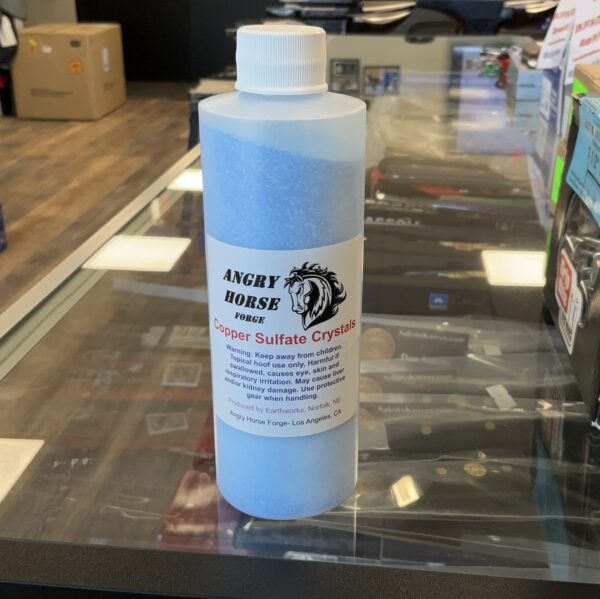 ANGRY
HORSE
FORGE
Copper Sulfate Crystals
Warning: Keep away from children.
Topical hoof use only, Harmful if
swallowed, causes eye, skin and
respiratory irritation. May cause liver
and/or kidney damage. Use protective
gear when handling.
Produced by Earthworks, Norfolk, NE
Angry Horse Forge- Los Angeles, CA